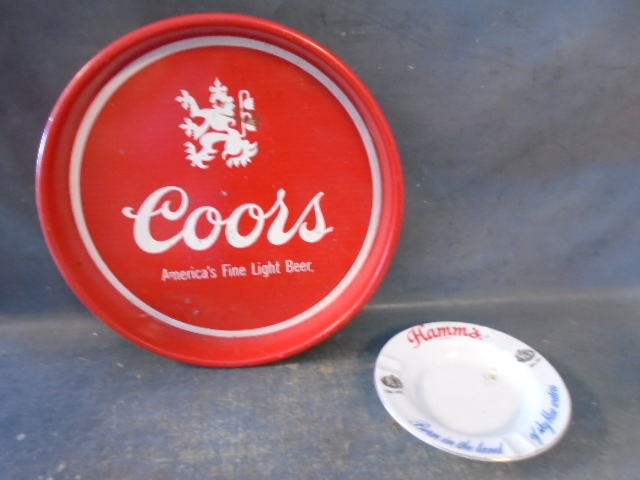 Coors
America's Fine Light Beer.
Hamm's
Born in the land
of sky blue waters